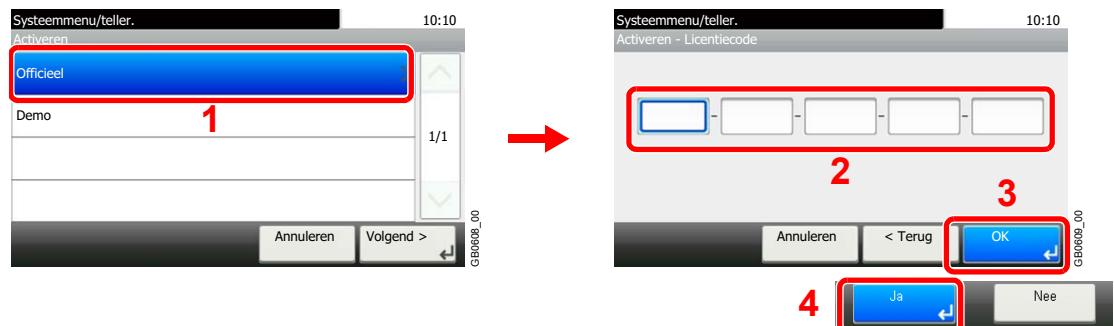 Systeemmenu/teller. 10:10
Activeren
Officieel
1
Demo
1/1
Annuleren Volgend >
GB0608_00
Systeemmenu/teller. 10:10
Activeren - Licentiecode
- - - -
2
3
Annuleren < Terug OK
GB0609_00
4
Ja Nee